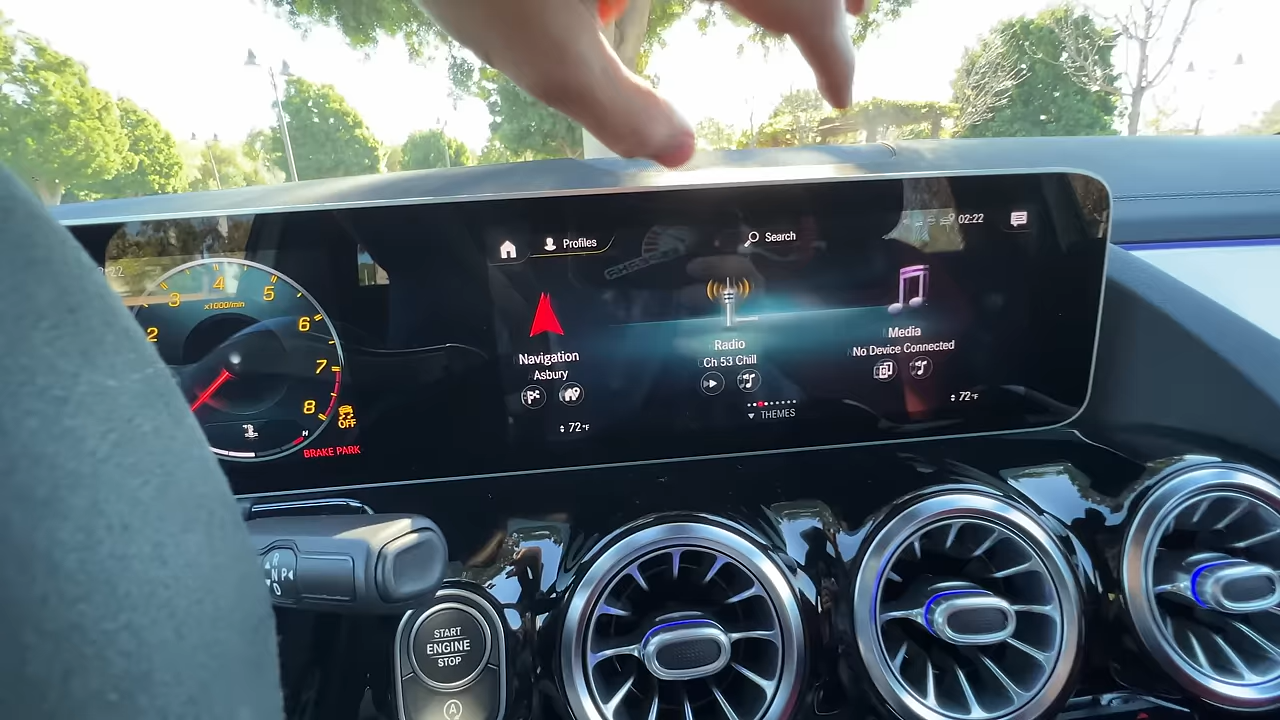 :22
2
3
4
5
6
7
8
x1000/min
H
OFF
BRAKE PARK
Profiles
Search
02:22
Navigation
Asbury
Radio
Ch 53 Chill
Media
No Device Connected
THEMES
72°F
72°F
R
N P
D
START
ENGINE
STOP
A